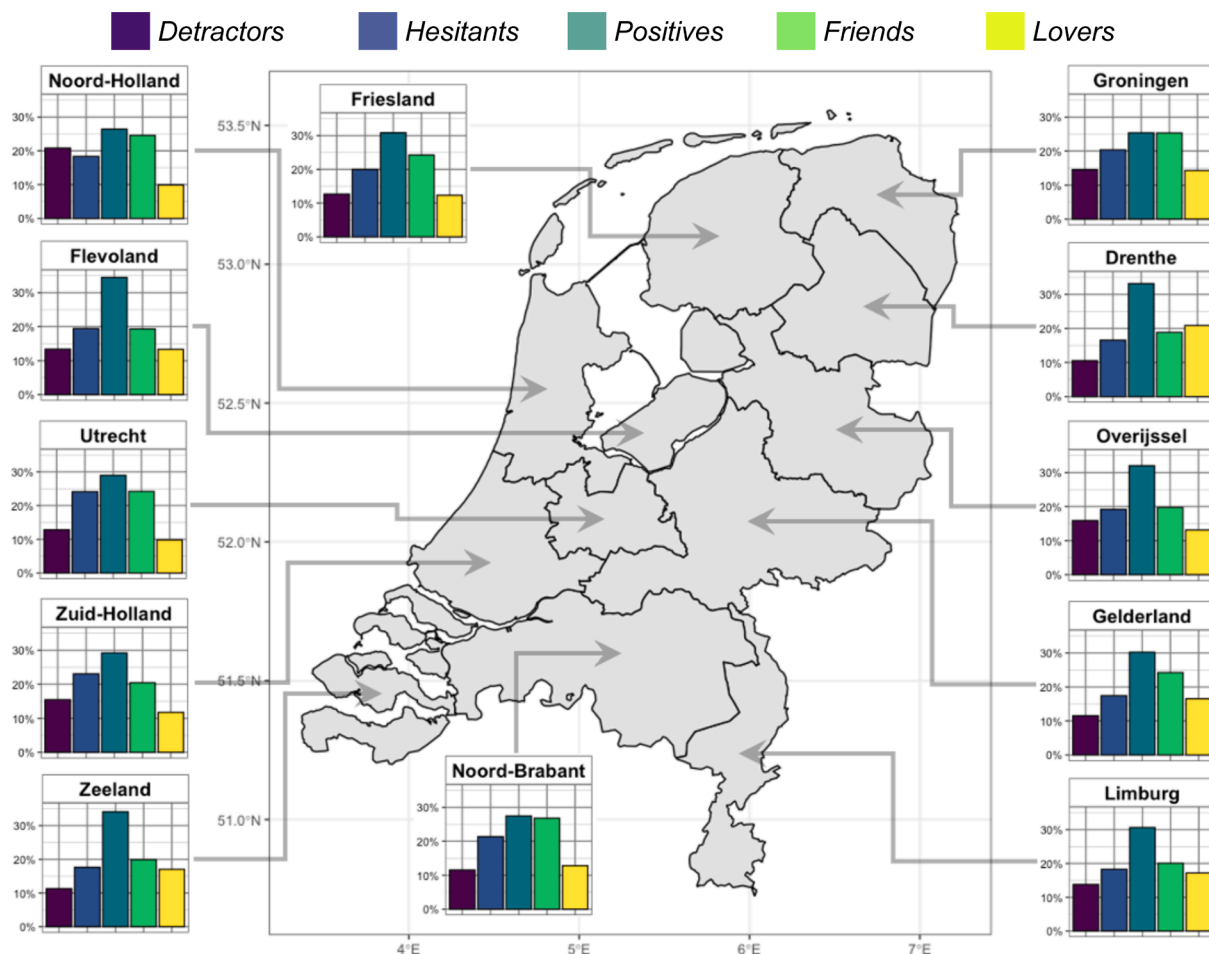 Detractors Hesitants Positives Friends Lovers
Noord-Holland
30%
20%
10%
0%
Flevoland
30%
20%
10%
0%
Utrecht
30%
20%
10%
0%
Zuid-Holland
30%
20%
10%
0%
Zeeland
30%
20%
10%
0%
Friesland
30%
20%
10%
0%
53.5°N
53.0°N
52.5°N
52.0°N
51.5°N
51.0°N
Noord-Brabant
30%
20%
10%
0%
4°E 5°E 6°E 7°E
Groningen
30%
20%
10%
0%
Drenthe
30%
20%
10%
0%
Overijssel
30%
20%
10%
0%
Gelderland
30%
20%
10%
0%
Limburg
30%
20%
10%
0%